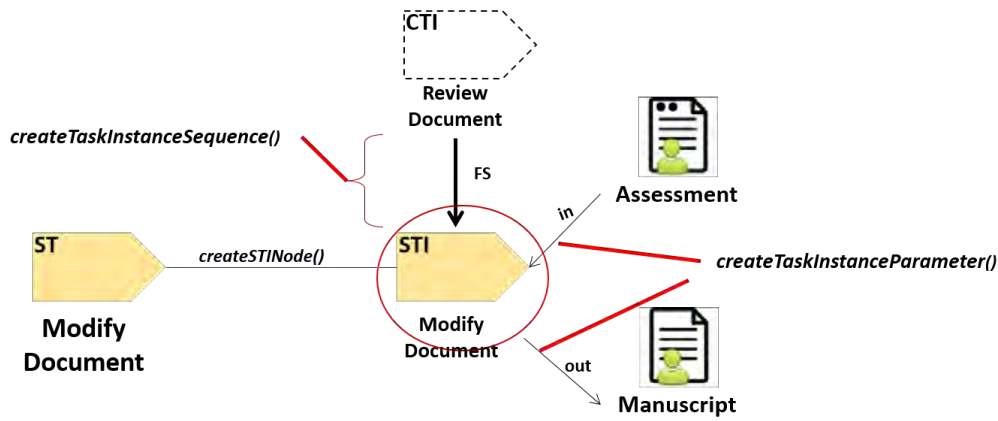 CTI
Review
Document
createTaskInstanceSequence()
FS
Assessment
in
ST
createSTINode()
STI
createTaskInstanceParameter()
Modify
Document
Modify
Document
out
Manuscript